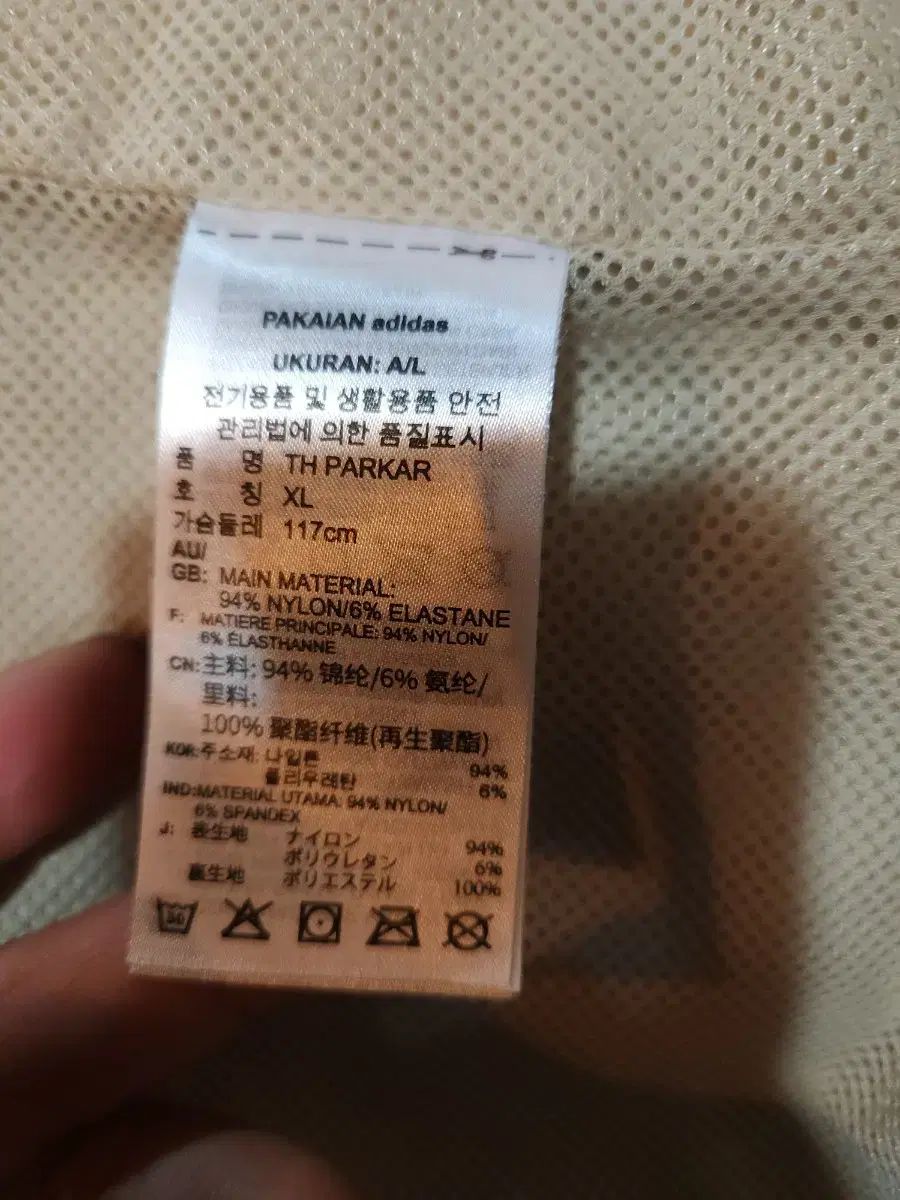 PAKAIAN adidas
UKURAN: A/L
전기용품 및 생활용품 안전
관리법에 의한 품질표시
품 명 TH PARKAR
호 칭 XL
가슴둘레 117cm
AU/
GB: MAIN MATERIAL:
94% NYLON/6% ELASTANE
F: MATIERE PRINCIPALE: 94% NYLON/
6% ÉLASTHANNE
CN: 主料: 94% 锦纶/6% 氨纶/
里料:
100% 聚酯纤维(再生聚酯)
KOR: 주소재: 나일론 94%
폴리우레탄 6%
IND: MATERIAL UTAMA: 94% NYLON/
6% SPANDEX
J: 表生地 ナイロン 94%
ポリウレタン 6%
裏生地 ポリエステル 100%